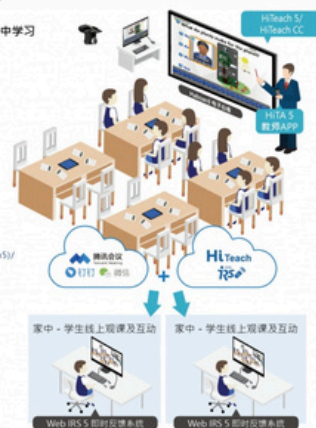 中学习
HiTeach 5/
HiTeach CC
HiTA 5
教师APP
腾讯会议
钉钉 微信
+
HiTeach
IRS
家中 - 学生线上观课及互动
家中 - 学生线上观课及互动
Web IRS 5 即时反馈系统
Web IRS 5 即时反馈系统